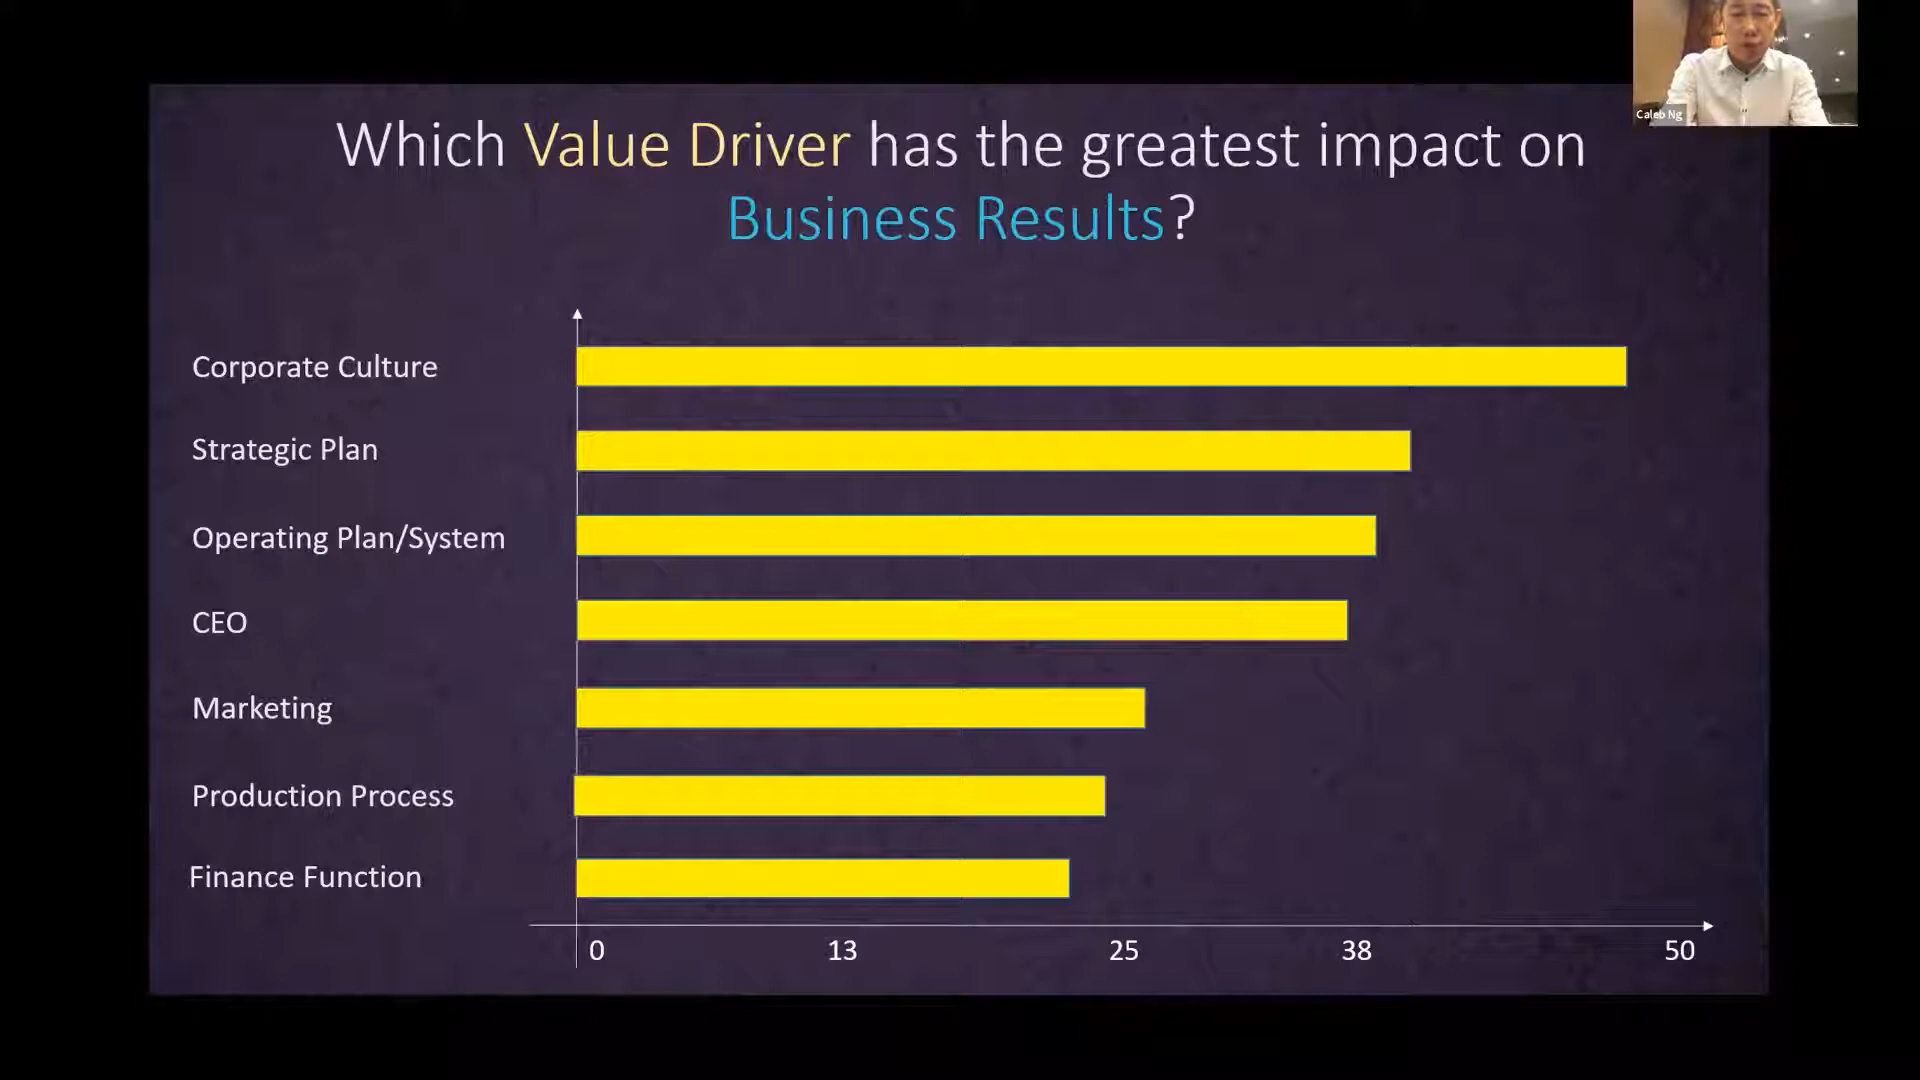 Caleb Ng
Which Value Driver has the greatest impact on
Business Results?
Corporate Culture
Strategic Plan
Operating Plan/System
CEO
Marketing
Production Process
Finance Function
0 13 25 38 50